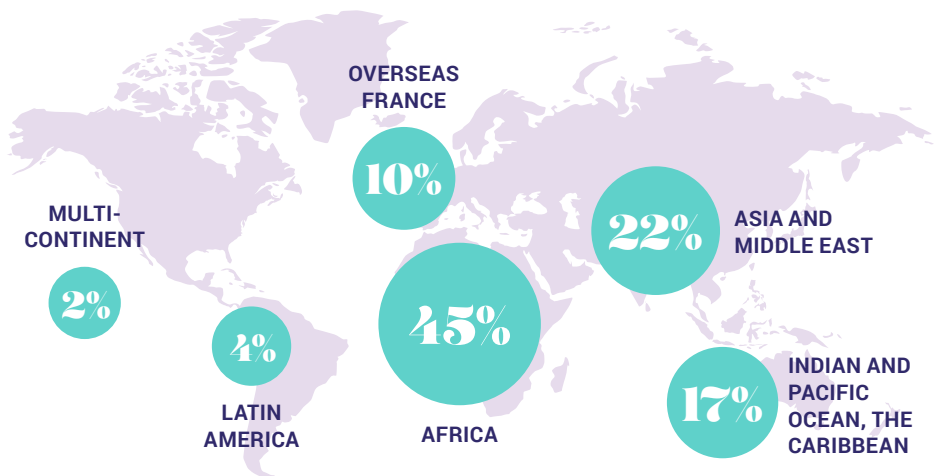 OVERSEAS
FRANCE
10%
MULTI-
CONTINENT
2%
22%
ASIA AND
MIDDLE EAST
45%
AFRICA
4%
LATIN
AMERICA
17%
INDIAN AND
PACIFIC
OCEAN, THE
CARIBBEAN